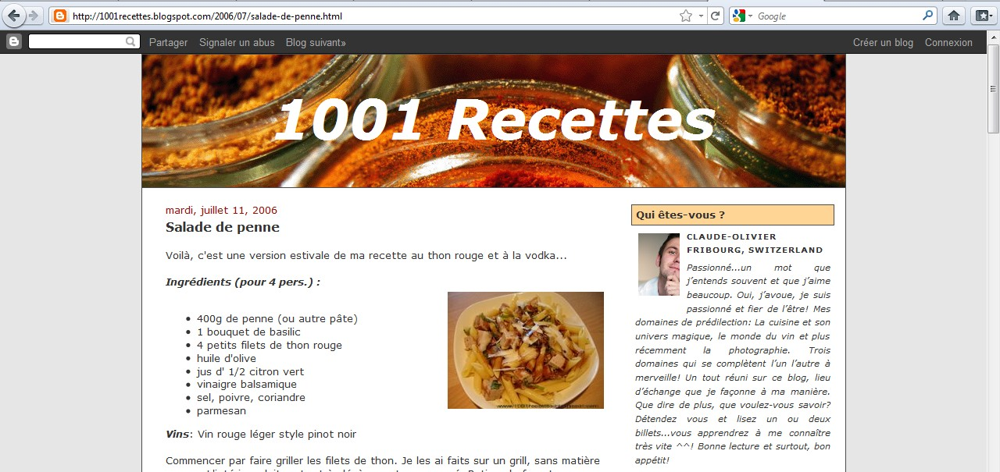 http://1001recettes.blogspot.com/2006/07/salade-de-penne.html
Google
Partager Signaler un abus Blog suivant» Créer un blog Connexion
1001 Recettes
mardi, juillet 11, 2006
Salade de penne
Voilà, c'est une version estivale de ma recette au thon rouge et à la vodka...
Ingrédients (pour 4 pers.) :
400g de penne (ou autre pâte)
1 bouquet de basilic
4 petits filets de thon rouge
huile d'olive
jus d' 1/2 citron vert
vinaigre balsamique
sel, poivre, coriandre
parmesan
Vins: Vin rouge léger style pinot noir
Commencer par faire griller les filets de thon. Je les ai faits sur un grill, sans matière
Qui êtes-vous ?
CLAUDE-OLIVIER
FRIBOURG, SWITZERLAND
Passionné...un mot que
j’entends souvent et que j’aime
beaucoup. Oui, j’avoue, je suis
passionné et fier de l’être! Mes
domaines de prédilection: La cuisine et son
univers magique, le monde du vin et plus
récemment la photographie. Trois
domaines qui se complètent l’un l’autre à
merveille! Un tout réuni sur ce blog, lieu
d’échange que je façonne à ma manière.
Que dire de plus, que voulez-vous savoir?
Détendez vous et lisez un ou deux
billets...vous apprendrez à me connaître
très vite ^^! Bonne lecture et surtout, bon
appétit!